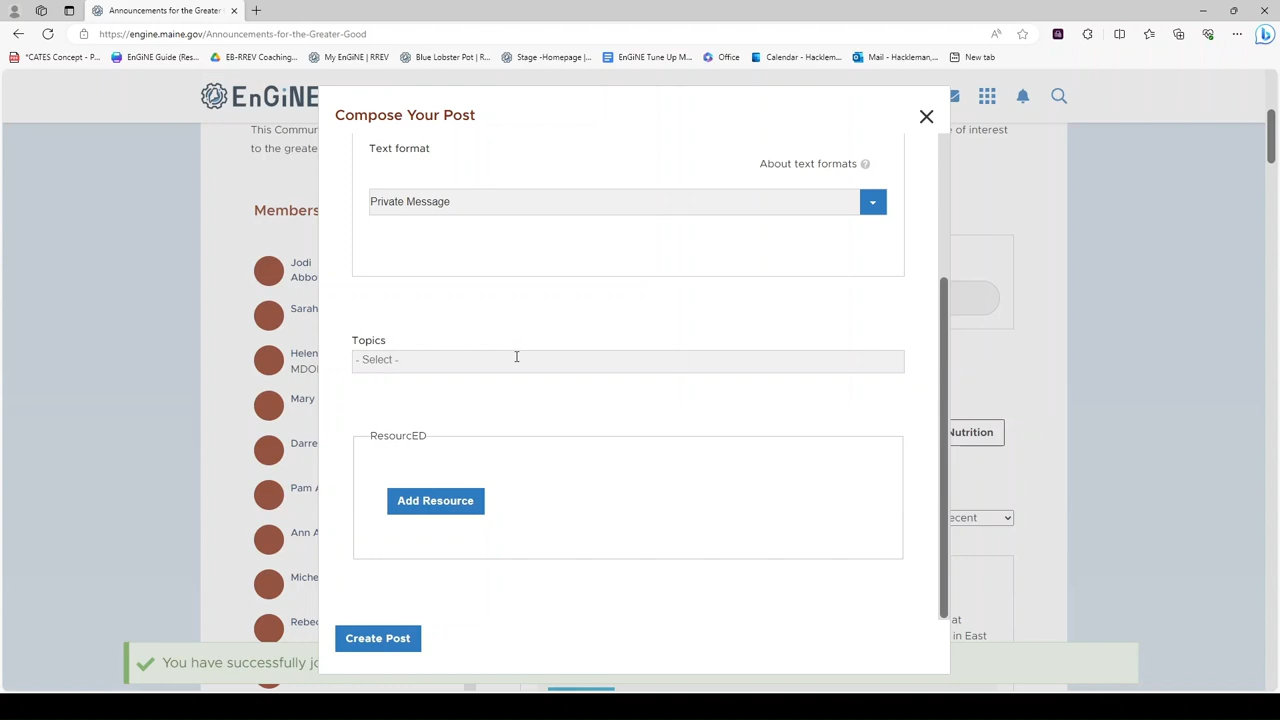 Announcements for the Greater
https://engine.maine.gov/Announcements-for-the-Greater-Good
*CATES Concept - P...
EnGiNE Guide (Res...
EB-RREV Coaching...
My EnGiNE | RREV
Blue Lobster Pot | R...
Stage -Homepage |...
EnGiNE Tune Up M...
Office
Calendar - Hacklem...
Mail - Hackleman,...
New tab
EnGiNE
Compose Your Post
This Commun
e of interest
to the greate
Text format
About text formats
Private Message
Members
Jodi
Abbo
Sarah
Helen
MDOI
Mary
Darre
Pam A
Ann A
Miche
Rebec
Topics
- Select -
ResourcED
Add Resource
Nutrition
ecent
Create Post
at
in East
You have successfully jo